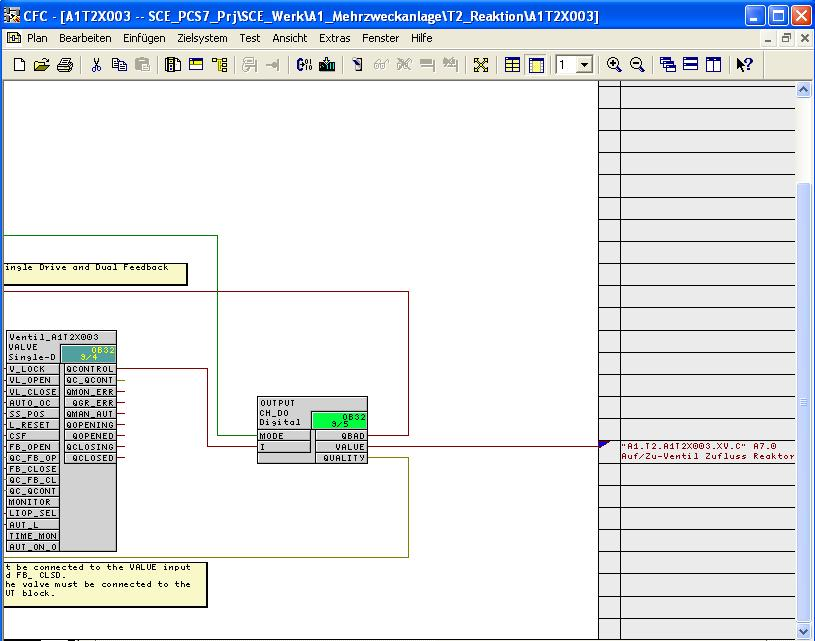 CFC - [A1T2X003 -- SCE_PCS7_Prj\SCE_Werk\A1_Mehrzweckanlage\T2_Reaktion\A1T2X003]
Plan Bearbeiten Einfügen Zielsystem Test Ansicht Extras Fenster Hilfe
1
ingle Drive and Dual Feedback
Ventil_A1T2X003
VALVE OB32
Single-D 9/4
V_LOCK QCONTROL
VL_OPEN QC_QCONT
VL_CLOSE QMON_ERR
AUTO_OC QGR_ERR
SS_POS QMAN_AUT
L_RESET QOPENING
CSF QOPENED
FB_OPEN QCLOSING
QC_FB_OP QCLOSED
FB_CLOSE
QC_FB_CL
QC_QCONT
MONITOR
LIOP_SEL
AUT_L
TIME_MON
AUT_ON_O
OUTPUT
CH_DO OB32
Digital 9/5
MODE QBAD
I VALUE
QUALITY
"A1.T2.A1T2X003.XV.C" A7.0
Auf/Zu-Ventil Zufluss Reaktor
t be connected to the VALUE input
d FB_ CLSD.
he valve must be connected to the
UT block.